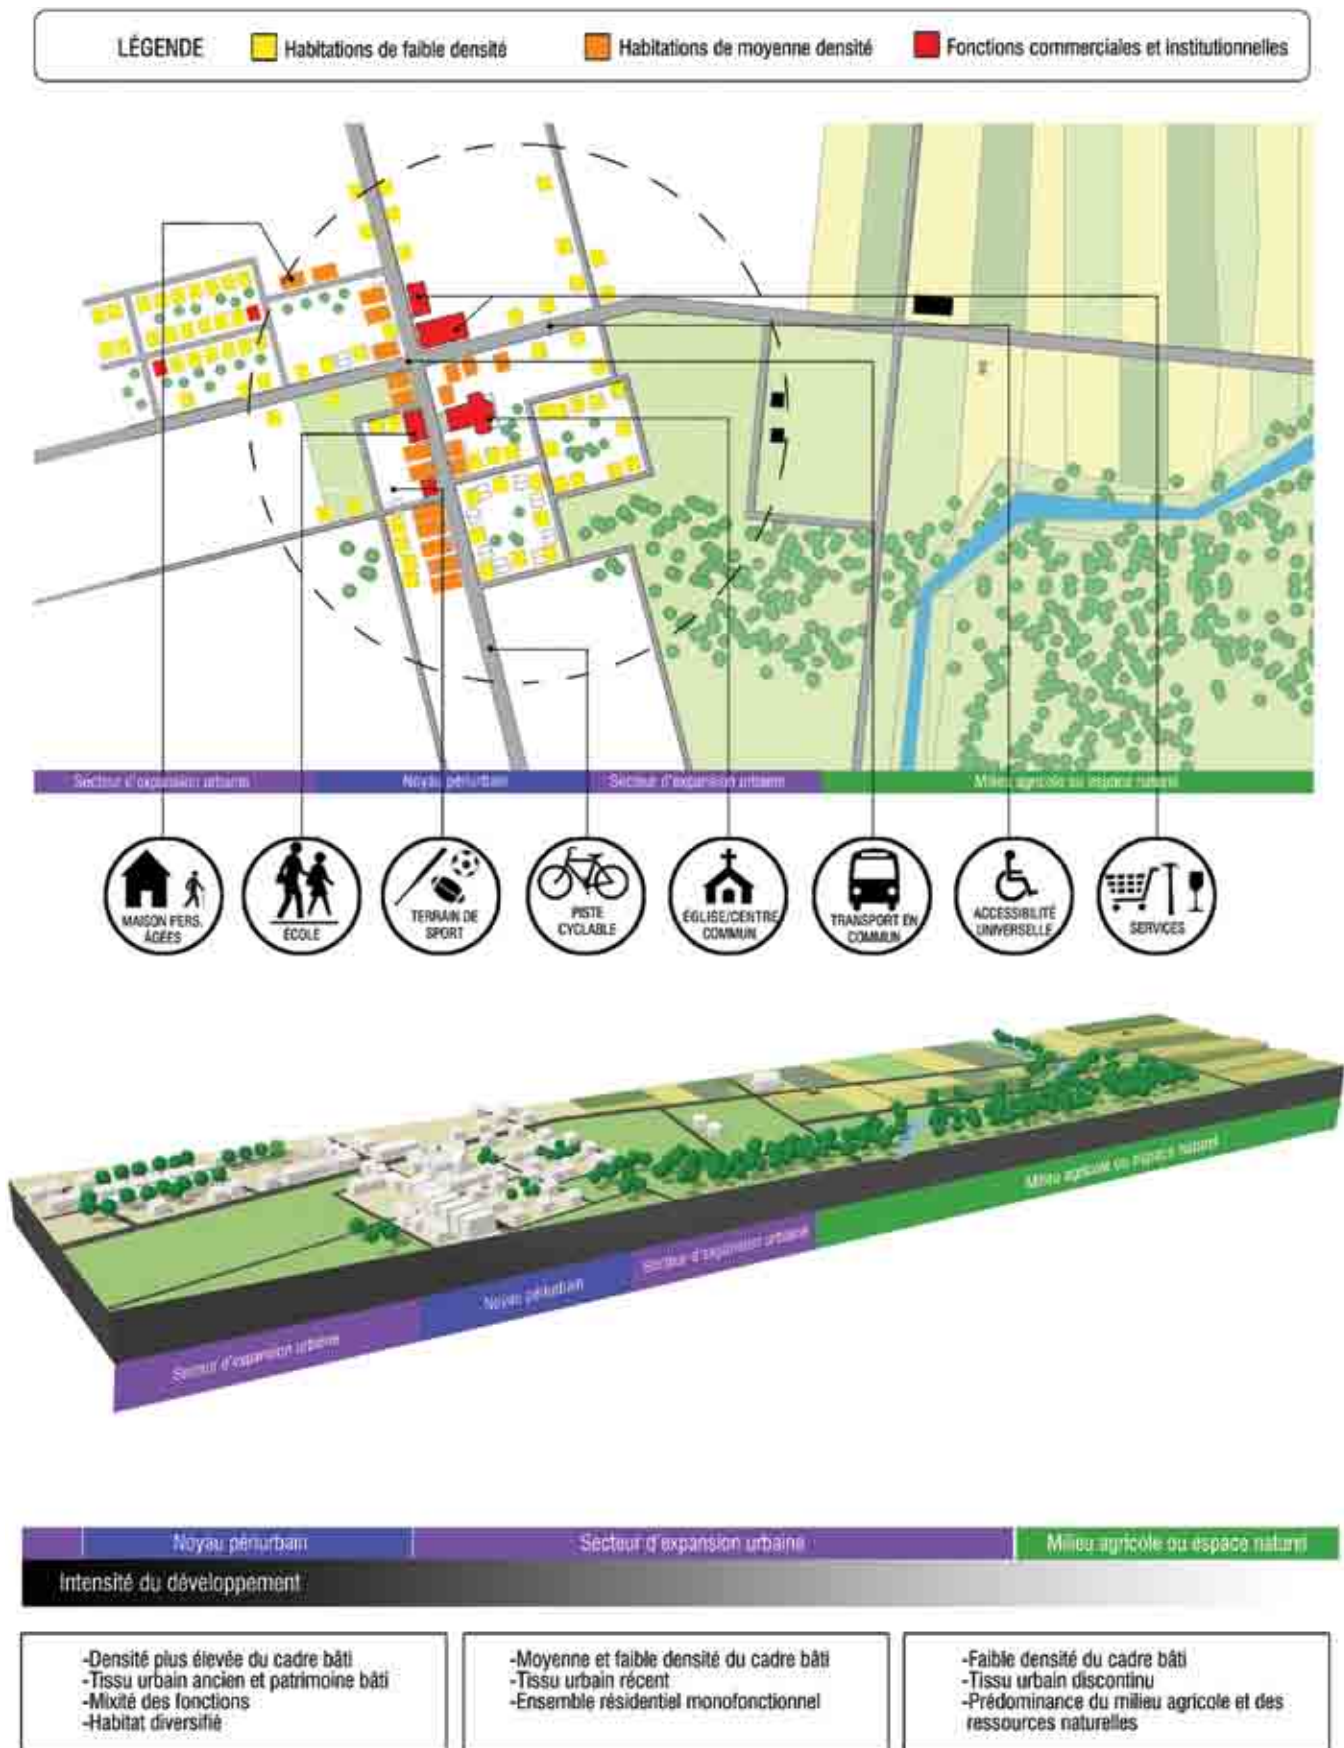 LÉGENDE
Habitations de faible densité
Habitations de moyenne densité
Fonctions commerciales et institutionnelles
Secteur d'expansion urbaine
Noyau périurbain
Secteur d'expansion urbaine
Milieu agricole ou espace naturel
MAISON PERS.
ÂGÉES
ÉCOLE
TERRAIN DE
SPORT
PISTE
CYCLABLE
ÉGLISE/CENTRE
COMMUN
TRANSPORT EN
COMMUN
ACCESSIBILITÉ
UNIVERSELLE
SERVICES
Secteur d'expansion urbaine
Noyau périurbain
Secteur d'expansion urbaine
Milieu agricole ou espace naturel
Noyau périurbain
Secteur d'expansion urbaine
Milieu agricole ou espace naturel
Intensité du développement
-Densité plus élevée du cadre bâti
-Tissu urbain ancien et patrimoine bâti
-Mixité des fonctions
-Habitat diversifié
-Moyenne et faible densité du cadre bâti
-Tissu urbain récent
-Ensemble résidentiel monofonctionnel
-Faible densité du cadre bâti
-Tissu urbain discontinu
-Prédominance du milieu agricole et des
ressources naturelles